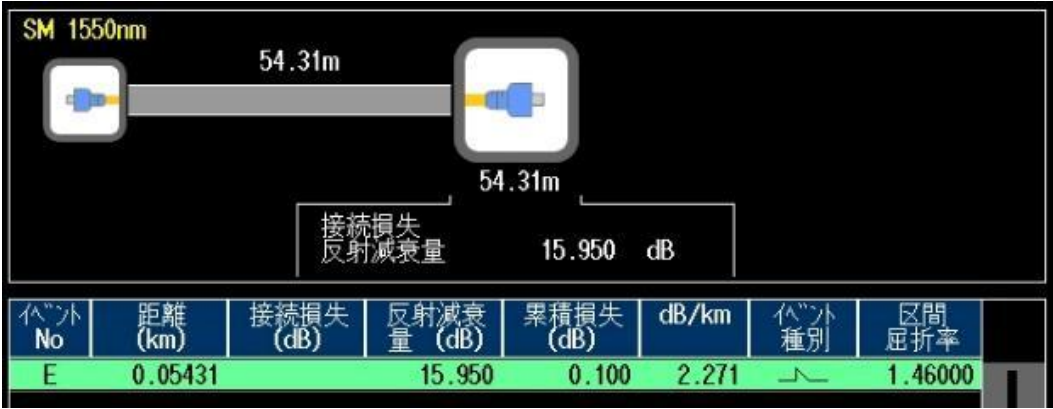 SM 1550nm
54.31m
54.31m
接続損失
反射減衰量 15.950 dB
イベント No 距離 (km) 接続損失 (dB) 反射減衰量 (dB) 累積損失 (dB) dB/km イベント種別 区間屈折率
E 0.05431 15.950 0.100 2.271 1.46000